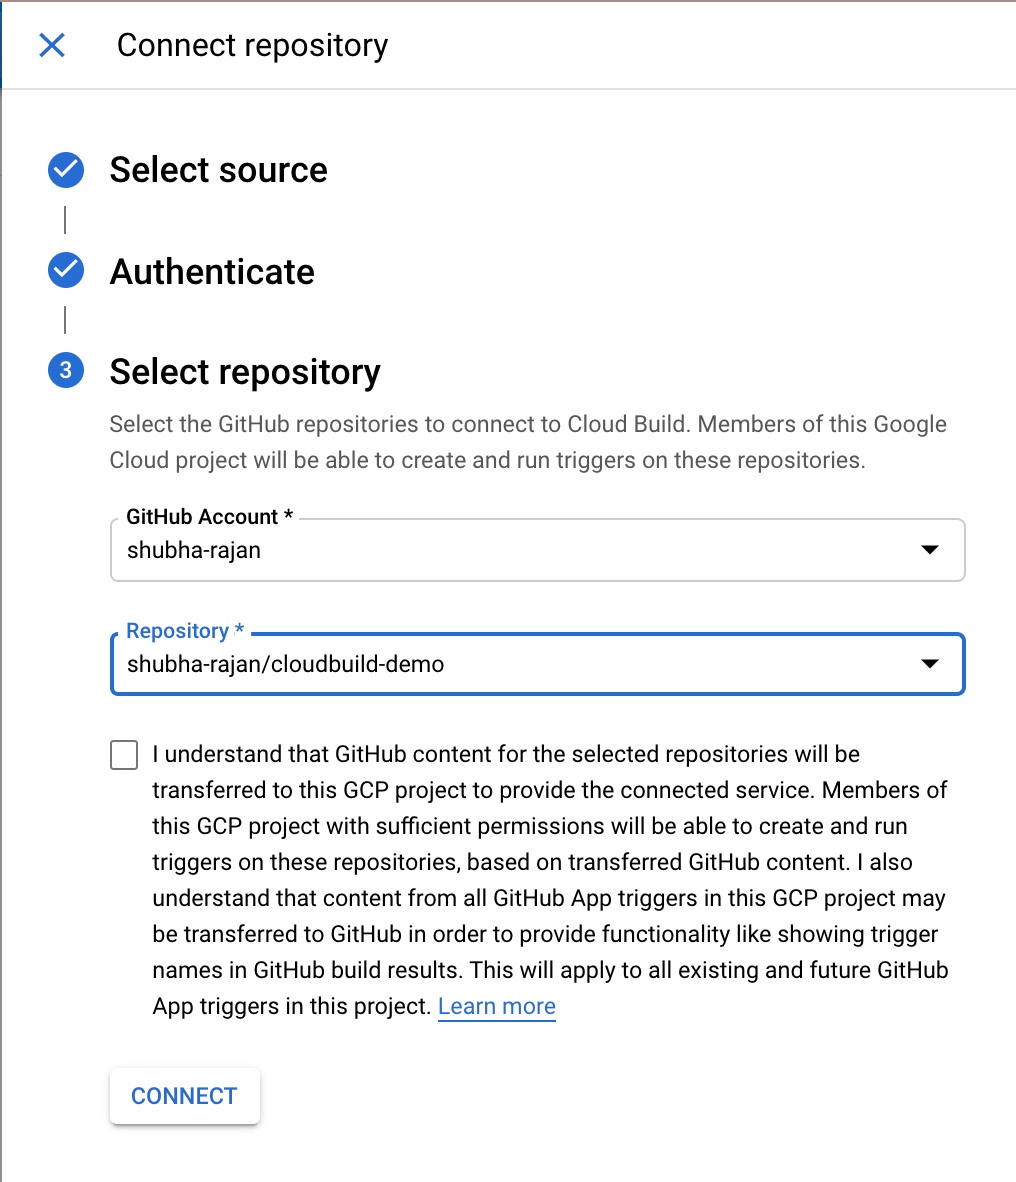 Connect repository
Select source
Authenticate
3
Select repository
Select the GitHub repositories to connect to Cloud Build. Members of this Google
Cloud project will be able to create and run triggers on these repositories.
GitHub Account *
shubha-rajan
Repository *
shubha-rajan/cloudbuild-demo
I understand that GitHub content for the selected repositories will be
transferred to this GCP project to provide the connected service. Members of
this GCP project with sufficient permissions will be able to create and run
triggers on these repositories, based on transferred GitHub content. I also
understand that content from all GitHub App triggers in this GCP project may
be transferred to GitHub in order to provide functionality like showing trigger
names in GitHub build results. This will apply to all existing and future GitHub
App triggers in this project. Learn more
CONNECT